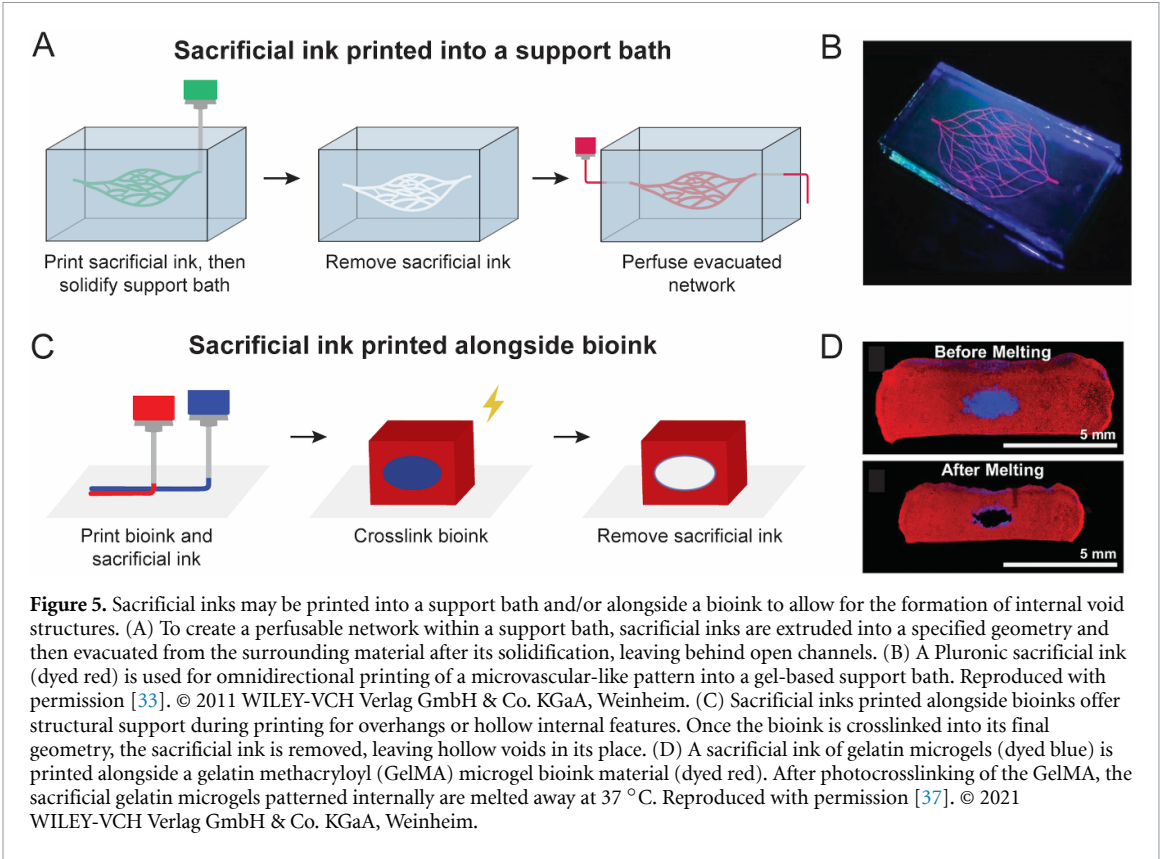 A
Sacrificial ink printed into a support bath
B
Print sacrificial ink, then
solidify support bath
Remove sacrificial ink
Perfuse evacuated
network
C
Sacrificial ink printed alongside bioink
D
Before Melting
5 mm
After Melting
5 mm
Print bioink and
sacrificial ink
Crosslink bioink
Remove sacrificial ink
Figure 5. Sacrificial inks may be printed into a support bath and/or alongside a bioink to allow for the formation of internal void
structures. (A) To create a perfusable network within a support bath, sacrificial inks are extruded into a specified geometry and
then evacuated from the surrounding material after its solidification, leaving behind open channels. (B) A Pluronic sacrificial ink
(dyed red) is used for omnidirectional printing of a microvascular-like pattern into a gel-based support bath. Reproduced with
permission [33]. © 2011 WILEY-VCH Verlag GmbH & Co. KGaA, Weinheim. (C) Sacrificial inks printed alongside bioinks offer
structural support during printing for overhangs or hollow internal features. Once the bioink is crosslinked into its final
geometry, the sacrificial ink is removed, leaving hollow voids in its place. (D) A sacrificial ink of gelatin microgels (dyed blue) is
printed alongside a gelatin methacryloyl (GelMA) microgel bioink material (dyed red). After photocrosslinking of the GelMA, the
sacrificial gelatin microgels patterned internally are melted away at 37 °C. Reproduced with permission [37]. © 2021
WILEY-VCH Verlag GmbH & Co. KGaA, Weinheim.